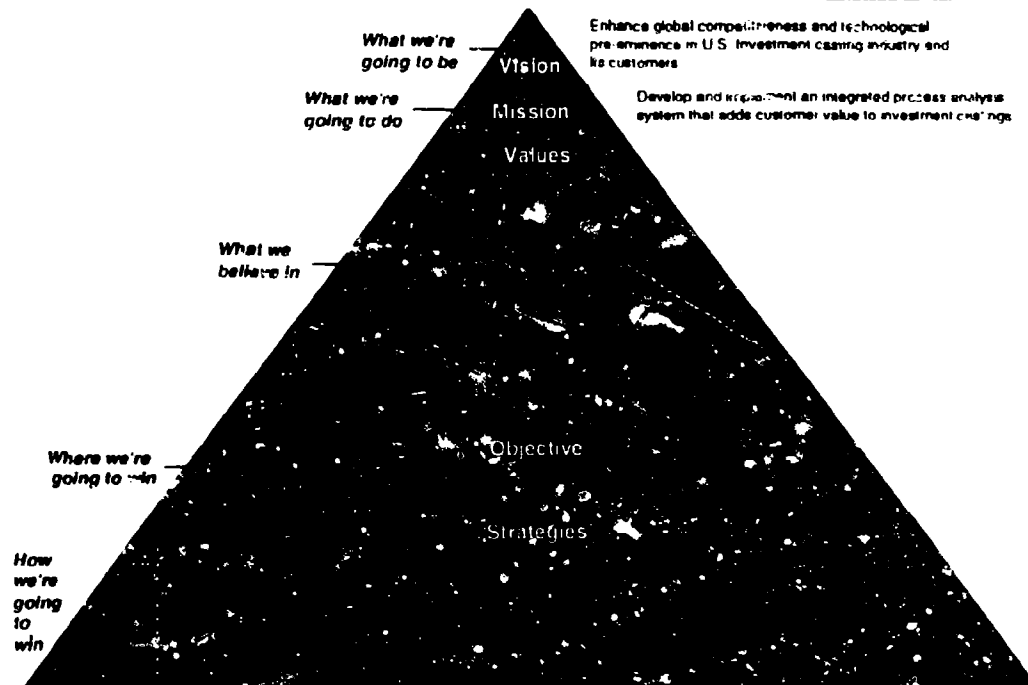 What we're
going to be
Vision
Enhance global competitiveness and technological
pre-eminence in U.S. Investment casting industry and
its customers
What we're
going to do
Mission
Develop and implement an integrated process analysis
system that adds customer value to investment castings
Values
What we
believe in
Where we're
going to win
Objective
Strategies
How
we're
going
to
win